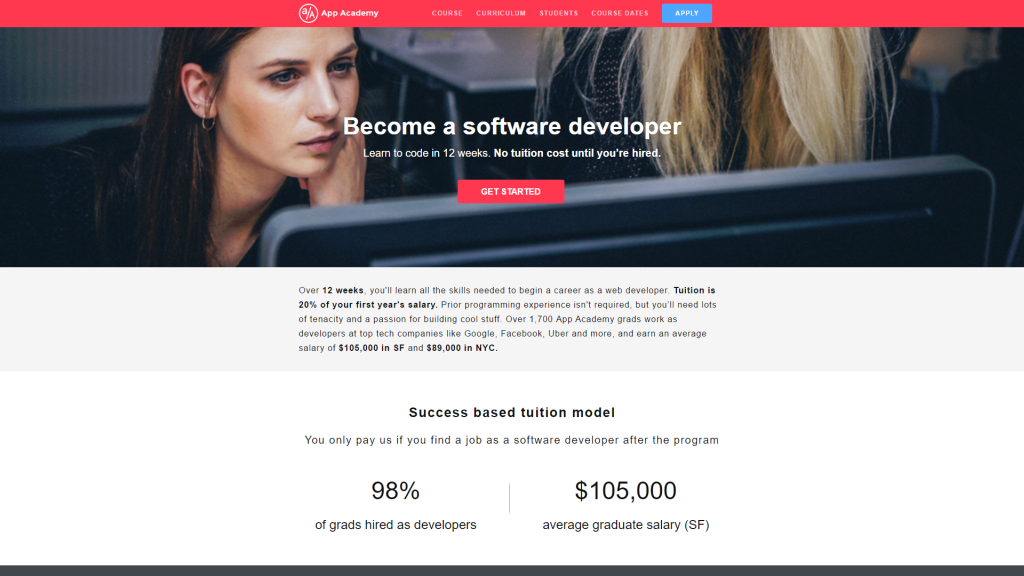 a/A App Academy
COURSE CURRICULUM STUDENTS COURSE DATES APPLY
Become a software developer
Learn to code in 12 weeks. No tuition cost until you're hired.
GET STARTED
Over 12 weeks, you'll learn all the skills needed to begin a career as a web developer. Tuition is
20% of your first year's salary. Prior programming experience isn't required, but you'll need lots
of tenacity and a passion for building cool stuff. Over 1,700 App Academy grads work as
developers at top tech companies like Google, Facebook, Uber and more, and earn an average
salary of $105,000 in SF and $89,000 in NYC.
Success based tuition model
You only pay us if you find a job as a software developer after the program
98%
of grads hired as developers
$105,000
average graduate salary (SF)